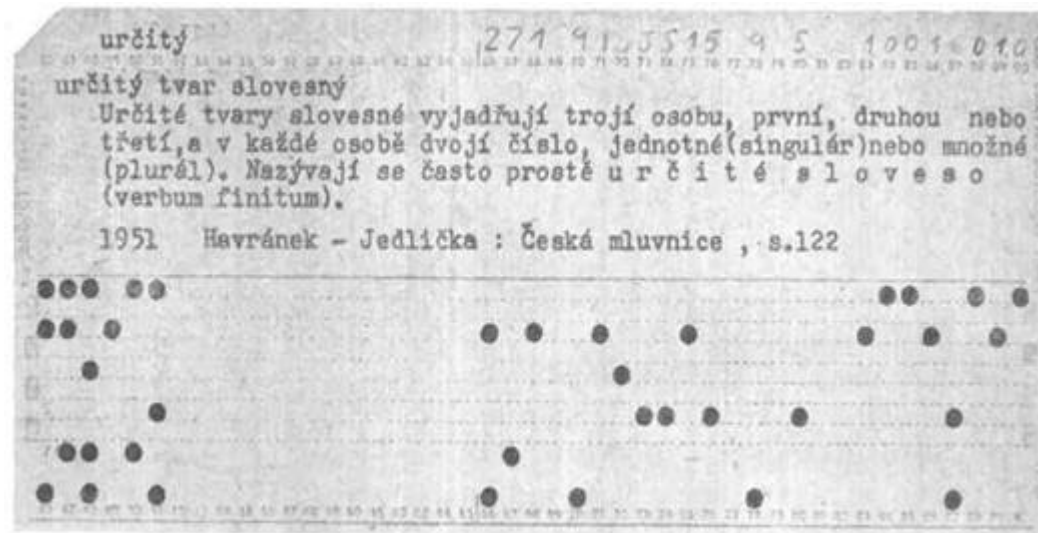 určitý 271 91 5515 9 5 1001 010
určitý tvar slovesný
Určité tvary slovesné vyjadřují trojí osobu, první, druhou nebo
třetí,a v každé osobě dvojí číslo, jednotné(singulár)nebo množné
(plurál). Nazývají se často prostě u r č i t é s l o v e s o
(verbum finitum).
1951 Havránek - Jedlička : Česká mluvnice , s.122